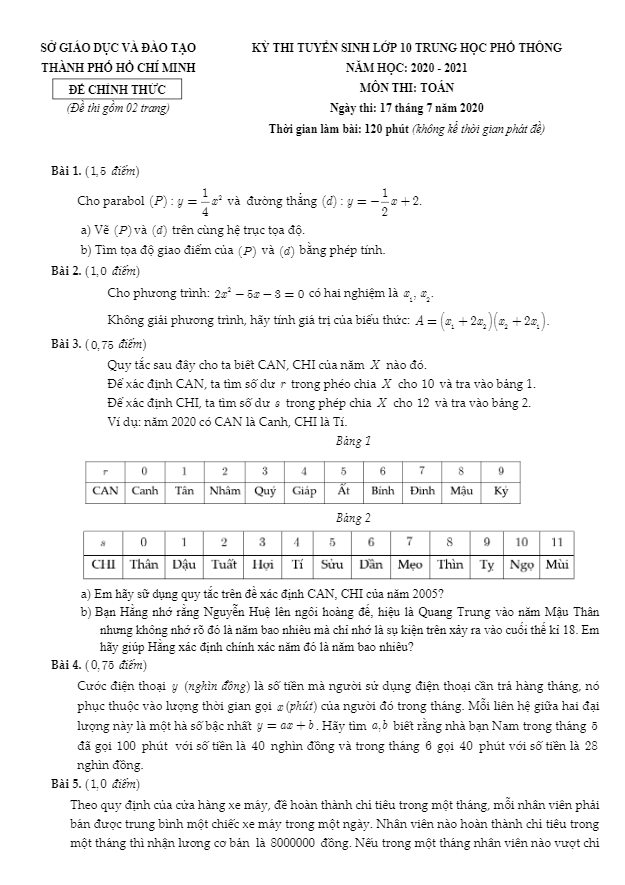 SỞ GIÁO DỤC VÀ ĐÀO TẠO
THÀNH PHỐ HỒ CHÍ MINH
ĐỀ CHÍNH THỨC
(Đề thi gồm 02 trang)
KỲ THI TUYỂN SINH LỚP 10 TRUNG HỌC PHỔ THÔNG
NĂM HỌC: 2020 - 2021
MÔN THI: TOÁN
Ngày thi: 17 tháng 7 năm 2020
Thời gian làm bài: 120 phút (không kể thời gian phát đề)
Bài 1. (1,5 điểm)
Cho parabol (P) : y = 1/4 x² và đường thẳng (d) : y = −1/2 x + 2.
a) Vẽ (P) và (d) trên cùng hệ trục tọa độ.
b) Tìm tọa độ giao điểm của (P) và (d) bằng phép tính.
Bài 2. (1,0 điểm)
Cho phương trình: 2x² − 5x − 3 = 0 có hai nghiệm là x₁, x₂.
Không giải phương trình, hãy tính giá trị của biểu thức: A = (x₁ + 2x₂)(x₂ + 2x₁).
Bài 3. (0,75 điểm)
Quy tắc sau đây cho ta biết CAN, CHI của năm X nào đó.
Để xác định CAN, ta tìm số dư r trong phéo chia X cho 10 và tra vào bảng 1.
Để xác định CHI, ta tìm số dư s trong phép chia X cho 12 và tra vào bảng 2.
Ví dụ: năm 2020 có CAN là Canh, CHI là Tí.
Bảng 1
r 0 1 2 3 4 5 6 7 8 9
CAN Canh Tân Nhâm Quý Giáp Ất Bính Đinh Mậu Kỷ
Bảng 2
s 0 1 2 3 4 5 6 7 8 9 10 11
CHI Thân Dậu Tuất Hợi Tí Sửu Dần Mẹo Thìn Tỵ Ngọ Mùi
a) Em hãy sử dụng quy tắc trên để xác định CAN, CHI của năm 2005?
b) Bạn Hằng nhớ rằng Nguyễn Huệ lên ngôi hoàng đế, hiệu là Quang Trung vào năm Mậu Thân
nhưng không nhớ rõ đó là năm bao nhiêu mà chỉ nhớ là sự kiện trên xảy ra vào cuối thế kỉ 18. Em
hãy giúp Hằng xác định chính xác năm đó là năm bao nhiêu?
Bài 4. (0,75 điểm)
Cước điện thoại y (nghìn đồng) là số tiền mà người sử dụng điện thoại cần trả hàng tháng, nó
phục thuộc vào lượng thời gian gọi x (phút) của người đó trong tháng. Mối liên hệ giữa hai đại
lượng này là một hà số bậc nhất y = ax + b. Hãy tìm a, b biết rằng nhà bạn Nam trong tháng 5
đã gọi 100 phút với số tiền là 40 nghìn đồng và trong tháng 6 gọi 40 phút với số tiền là 28
nghìn đồng.
Bài 5. (1,0 điểm)
Theo quy định của cửa hàng xe máy, để hoàn thành chỉ tiêu trong một tháng, mỗi nhân viên phải
bán được trung bình một chiếc xe máy trong một ngày. Nhân viên nào hoàn thành chỉ tiêu trong
một tháng thì nhận lương cơ bản là 8000000 đồng. Nếu trong một tháng nhân viên nào vượt chỉ